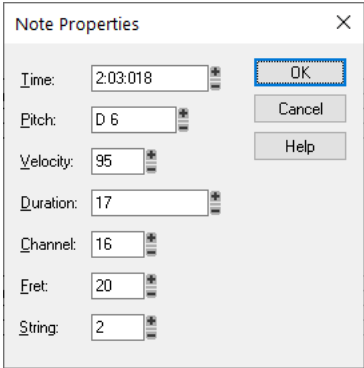 Note Properties
Time: 2:03:018 OK
Pitch: D 6 Cancel
Velocity: 95 Help
Duration: 17
Channel: 16
Fret: 20
String: 2